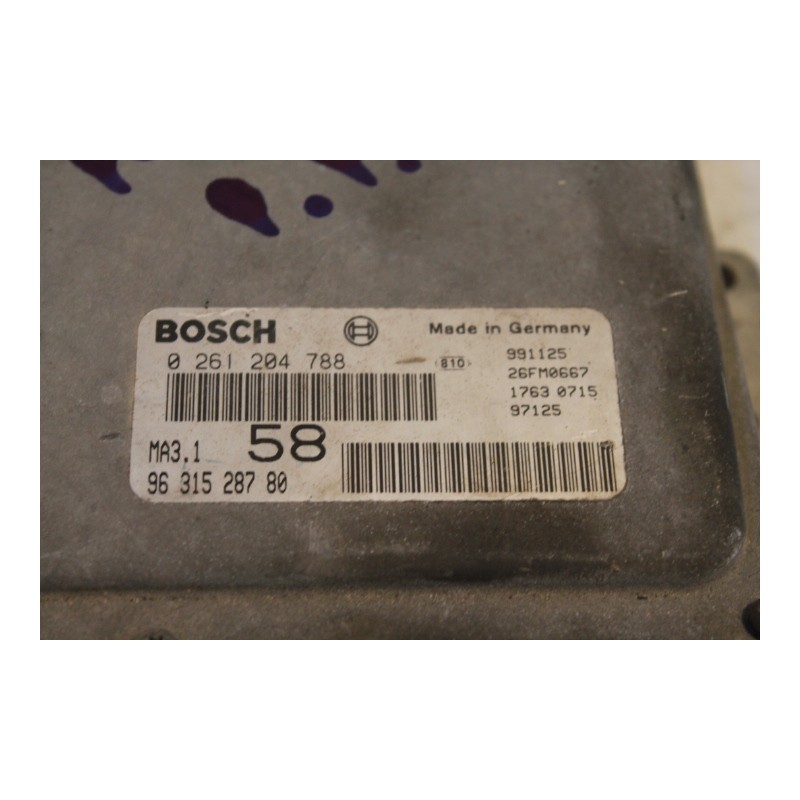 BOSCH
Made in Germany
0 261 204 788
810
991125
26FM0667
1763 0715
97125
58
MA3.1
96 315 287 80